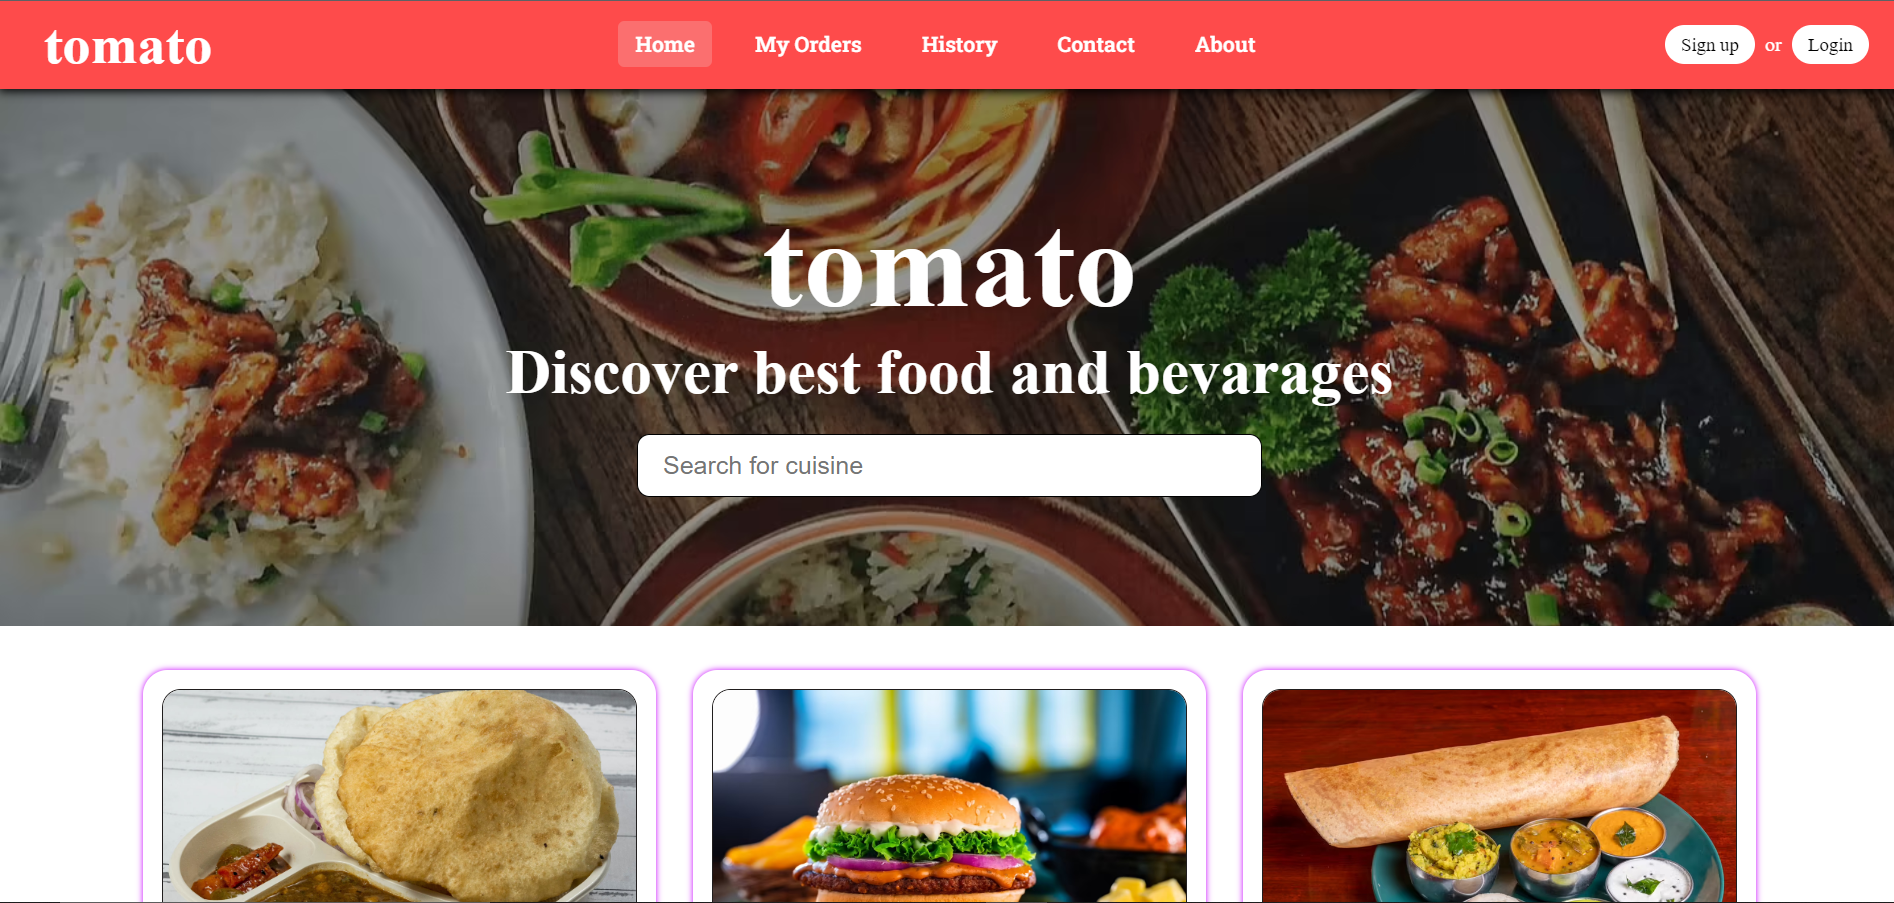 tomato
Home My Orders History Contact About
Sign up or Login
tomato
Discover best food and bevarages
Search for cuisine